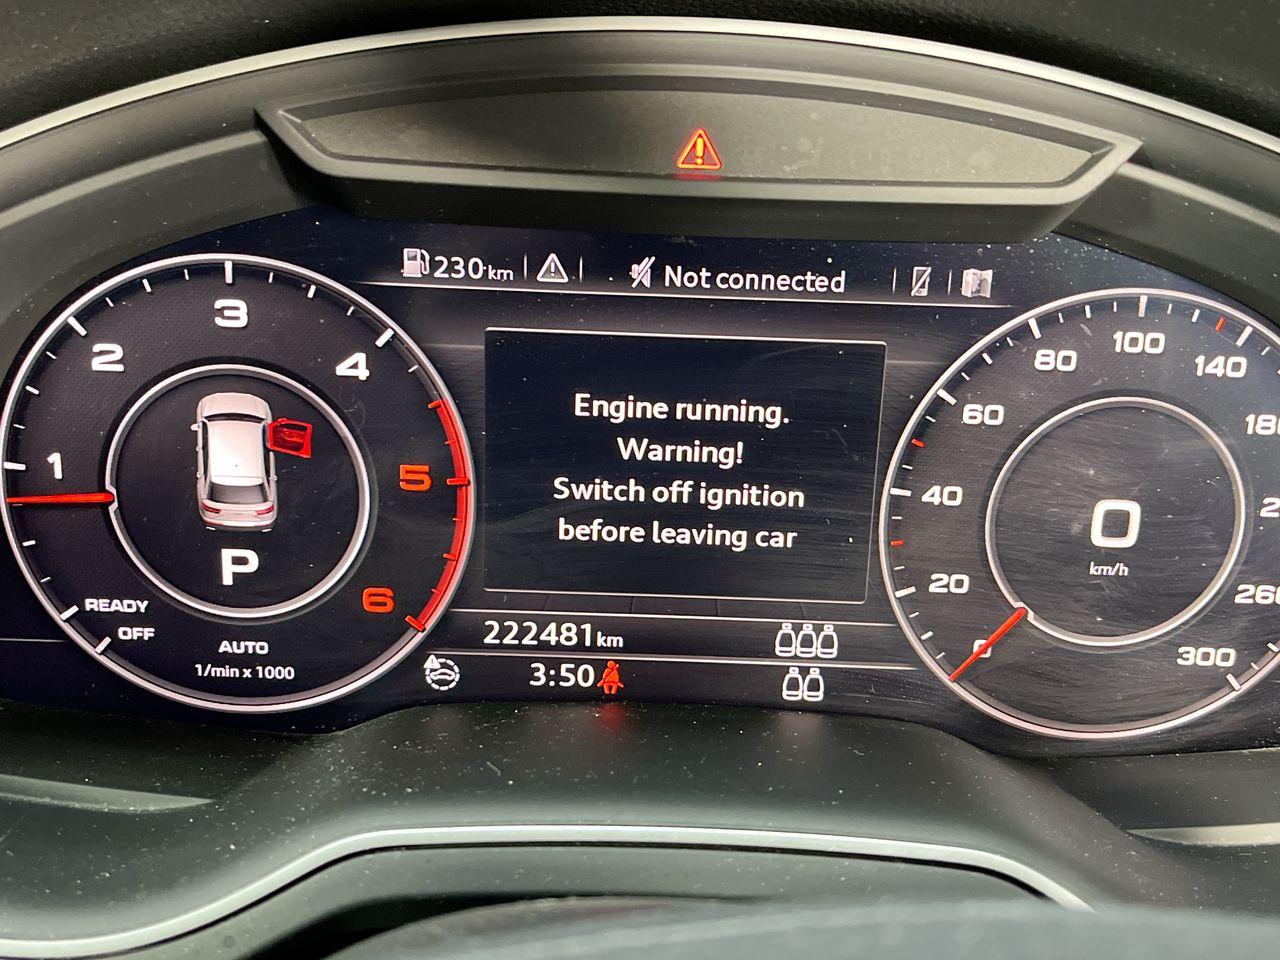 230 km
Not connected
Engine running.
Warning!
Switch off ignition
before leaving car
1
2
3
4
5
6
P
READY
OFF
AUTO
1/min x 1000
222481 km
3:50
0
20
40
60
80
100
140
300
0
km/h